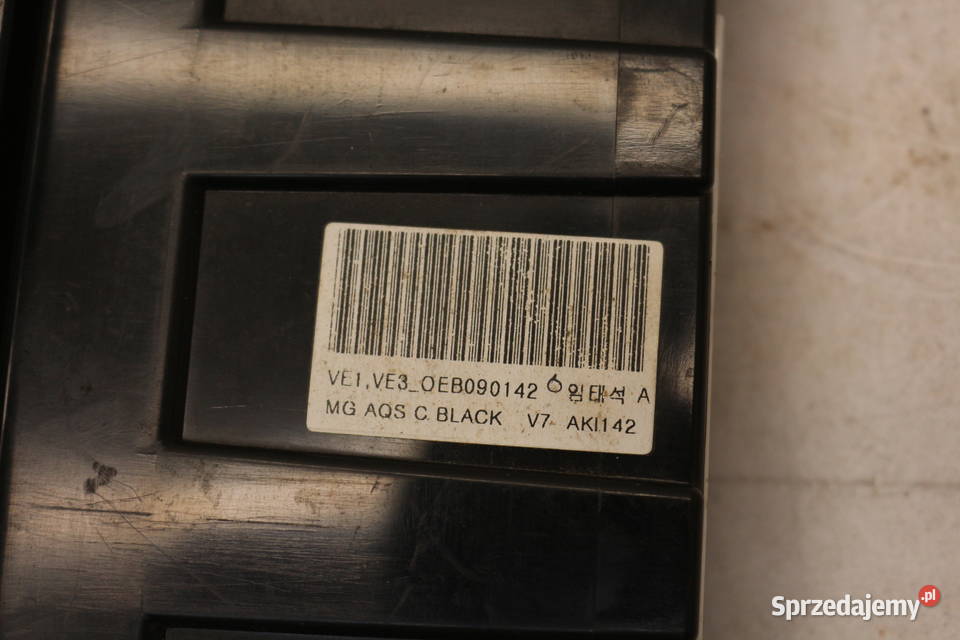 VE1,VE3_OEB090142 6 임태석 A
MG AQS C BLACK V7 AKI142
Sprzedajemy.pl